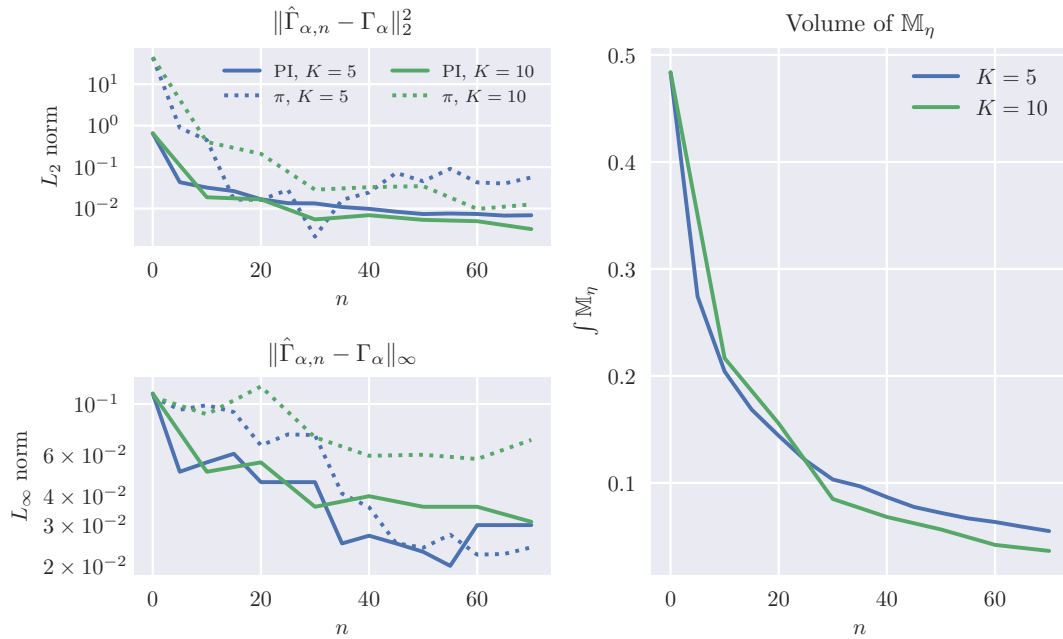 ‖Γ̂α,n − Γα‖₂²
10¹
10⁰
10⁻¹
10⁻²
L₂ norm
PI, K = 5
π, K = 5
PI, K = 10
π, K = 10
0
20
40
60
n
‖Γ̂α,n − Γα‖∞
10⁻¹
6 × 10⁻²
4 × 10⁻²
3 × 10⁻²
2 × 10⁻²
L∞ norm
0
20
40
60
n
Volume of 𝕄η
0.5
0.4
0.3
0.2
0.1
∫ 𝕄η
K = 5
K = 10
0
20
40
60
n